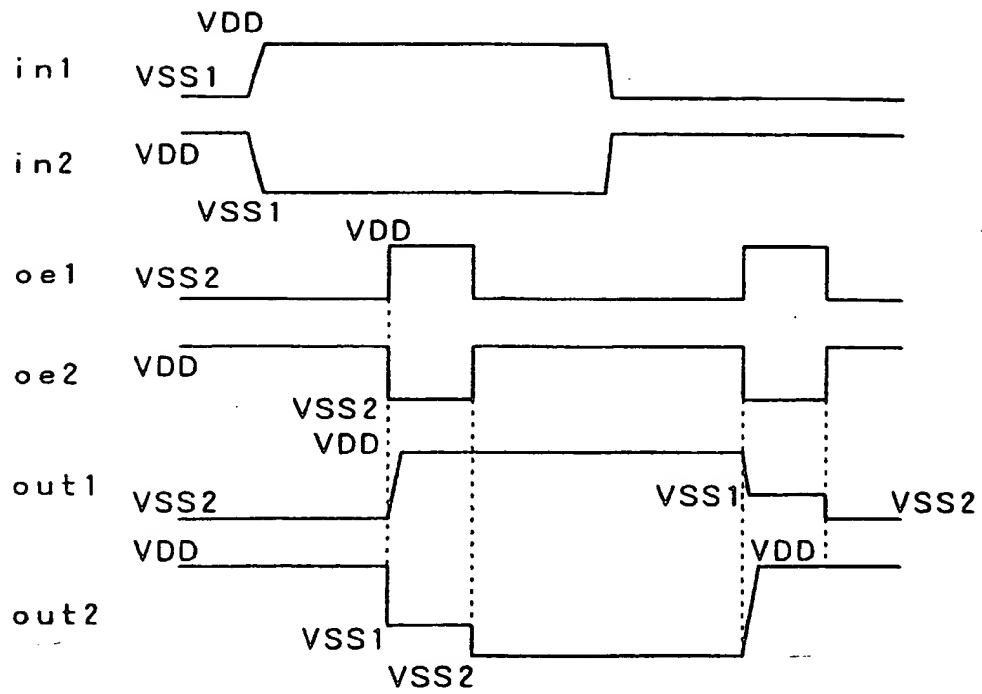 VDD
in1 VSS1
in2 VDD
VSS1
VDD
oe1 VSS2
oe2 VDD
VSS2
VDD
out1 VSS2 VSS1 VSS2
VDD VDD
out2
VSS1
VSS2